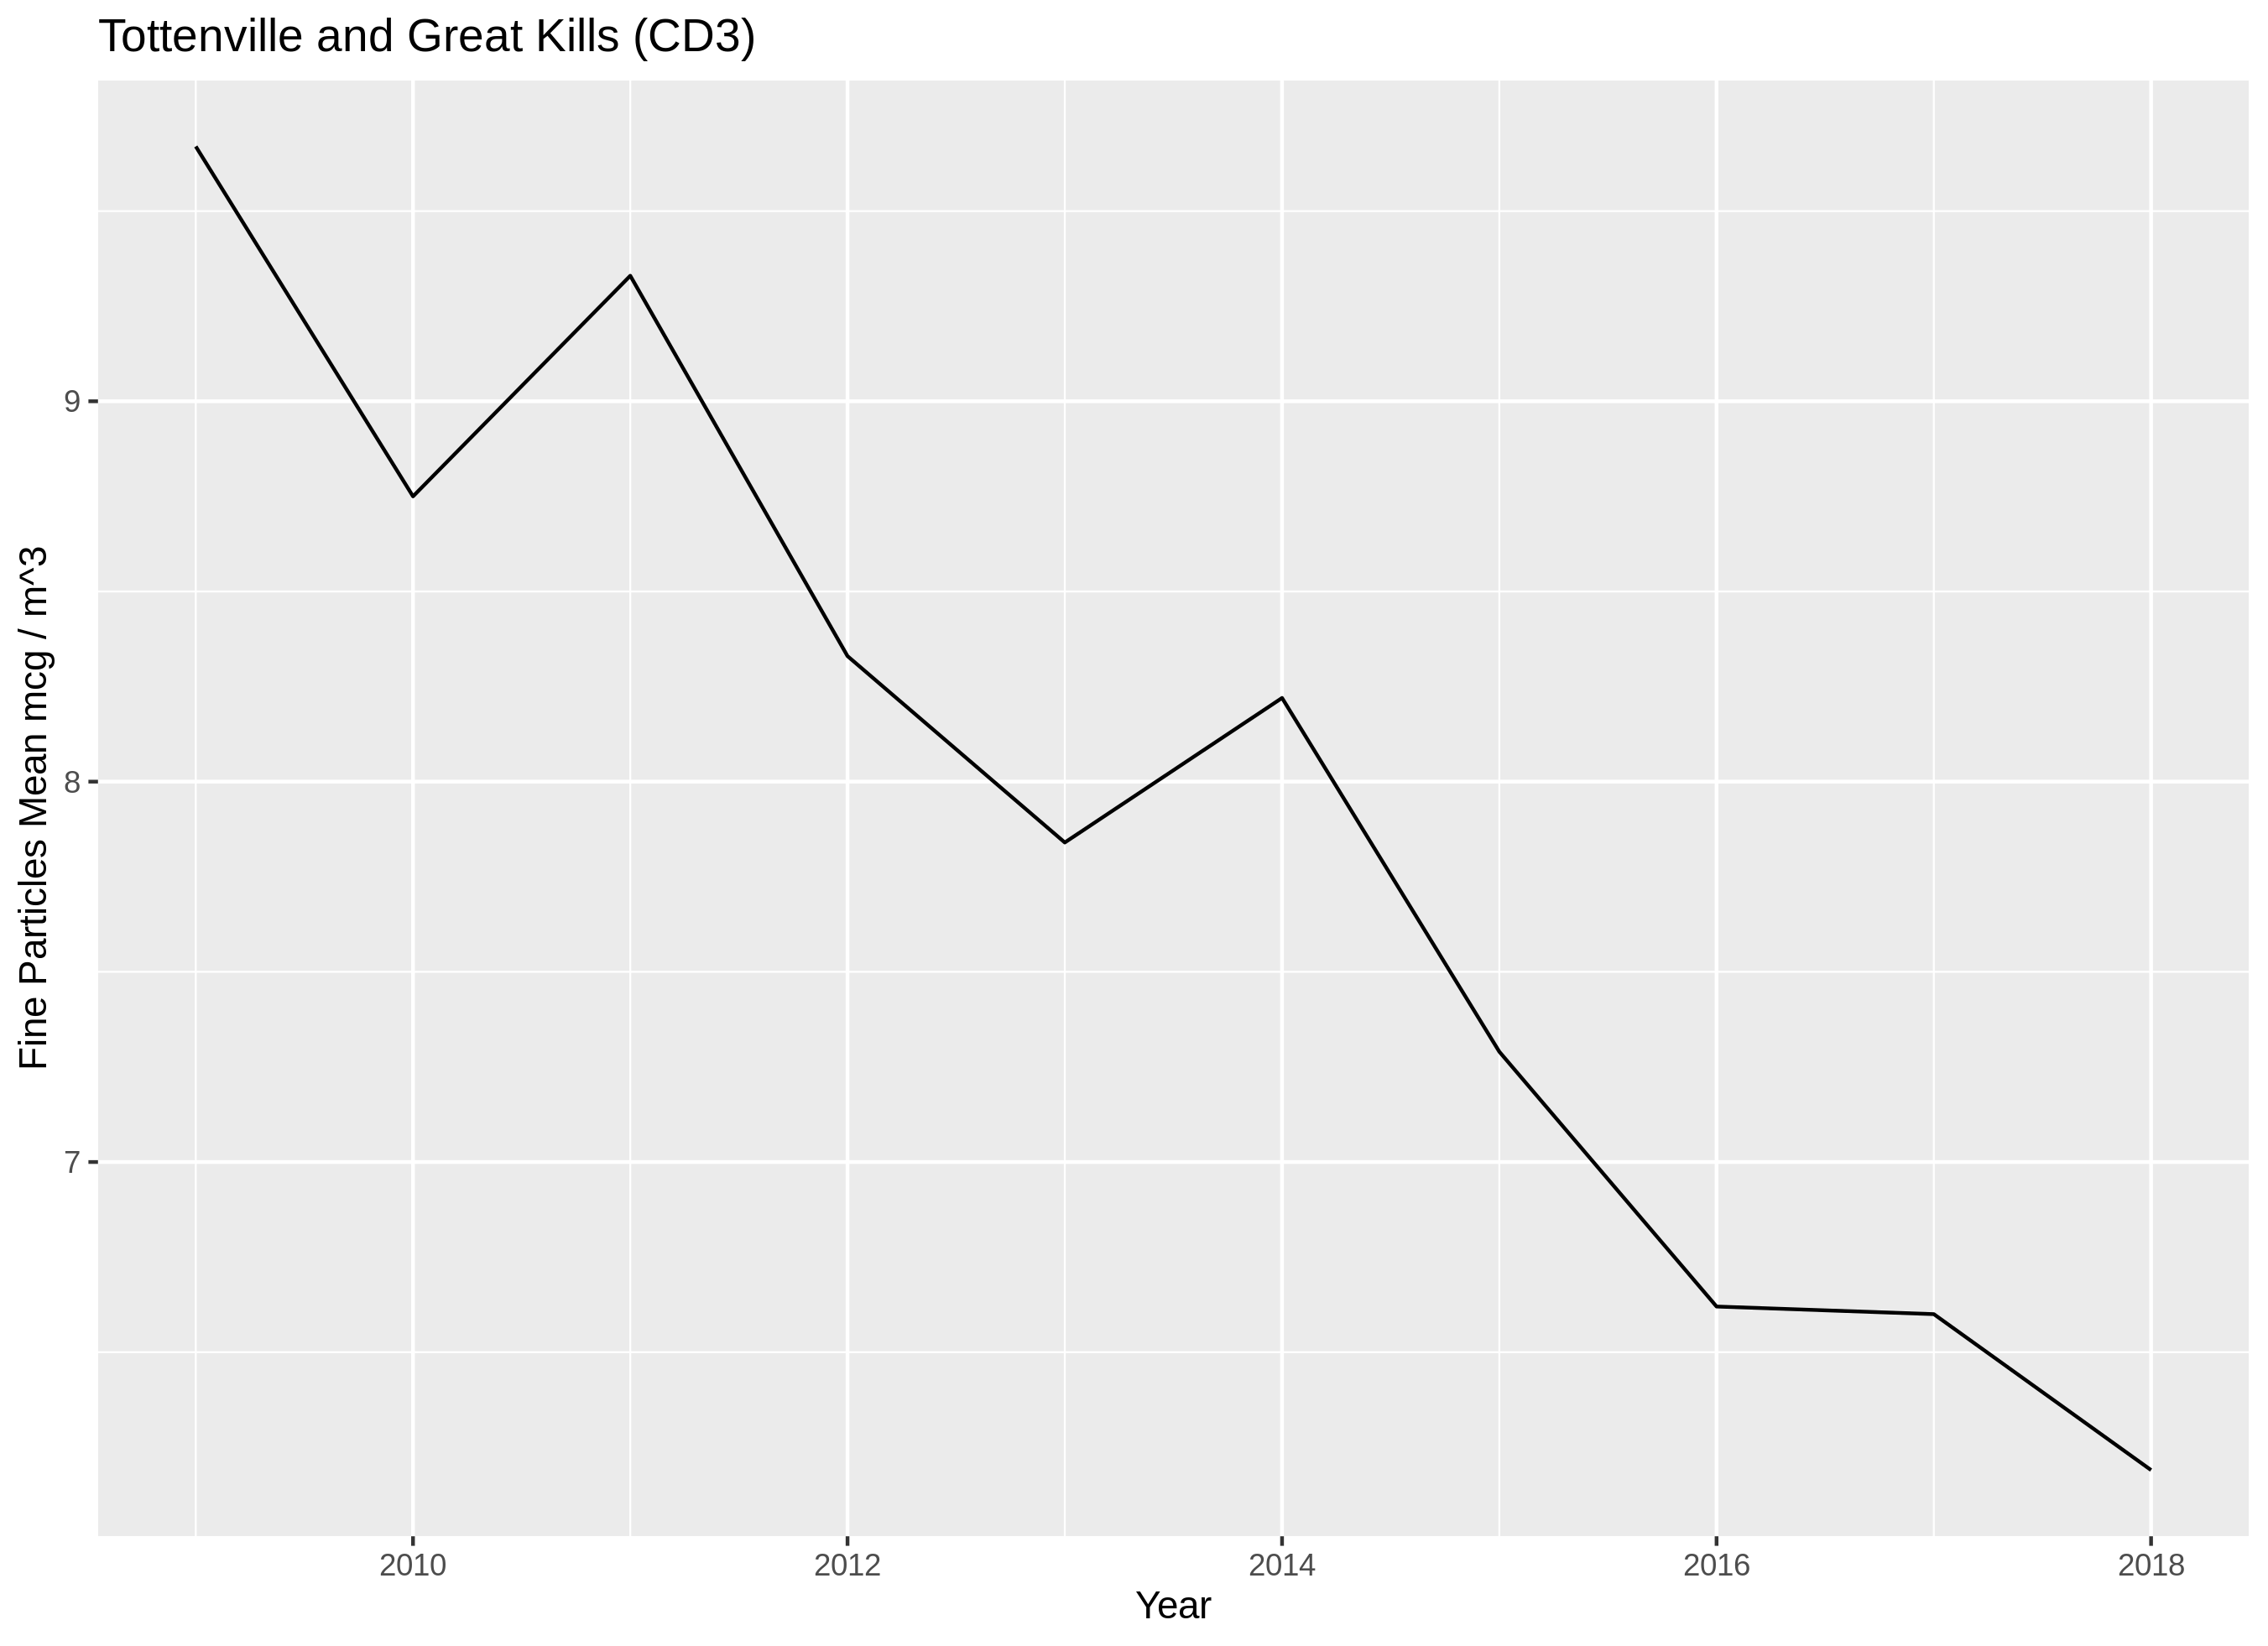 Tottenville and Great Kills (CD3)
Fine Particles Mean mcg / m^3
9
8
7
2010 2012 2014 2016 2018
Year